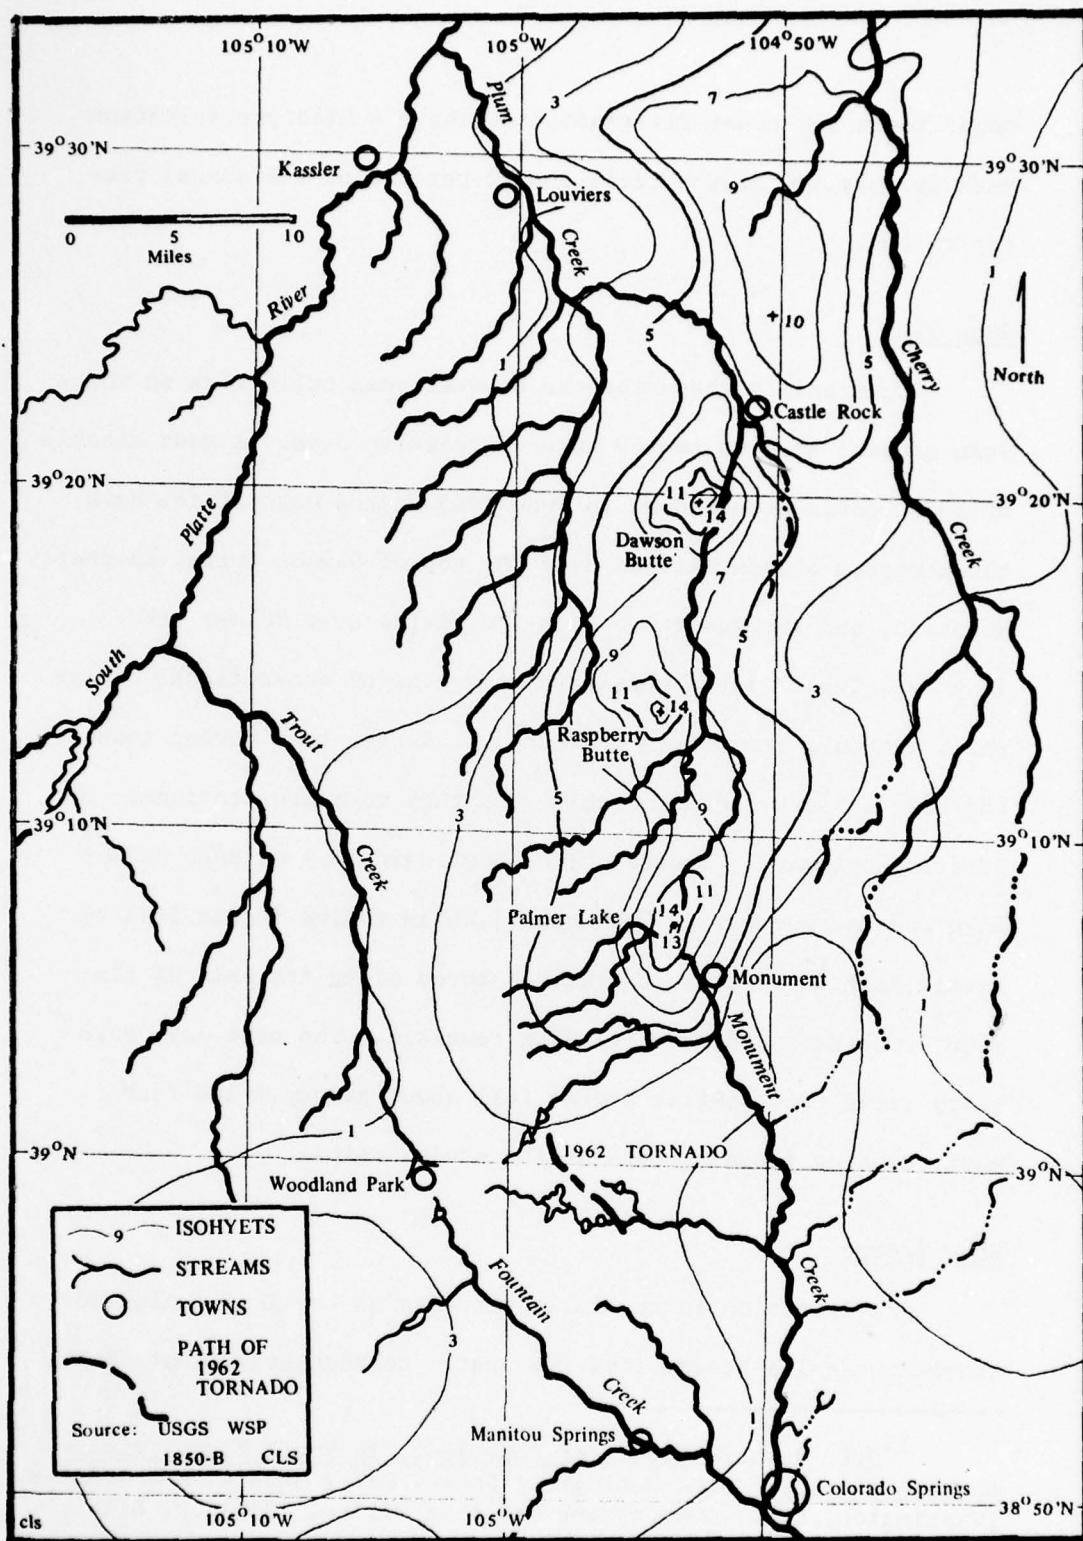 105°10'W 105°W 104°50'W
3
7
Plum
39°30'N 39°30'N
Kassler
9
Louviers
0 5 10
Miles
Creek
1
River
+ 10
5
1
5
Cherry
North
Castle Rock
39°20'N 39°20'N
11
14
Platte
Dawson
Butte
Creek
7
5
9
South
11
14
3
Trout
Raspberry
Butte
5
3
9
39°10'N 39°10'N
Creek
11
14
Palmer Lake
13
Monument
Monument
1
39°N 39°N
1962 TORNADO
Woodland Park
9 ISOHYETS
STREAMS
TOWNS
PATH OF
1962
TORNADO
Source: USGS WSP
1850-B CLS
Fountain
Creek
3
Creek
1
Manitou Springs
Colorado Springs
38°50'N
cls
105°10'W 105°W 104°50'W